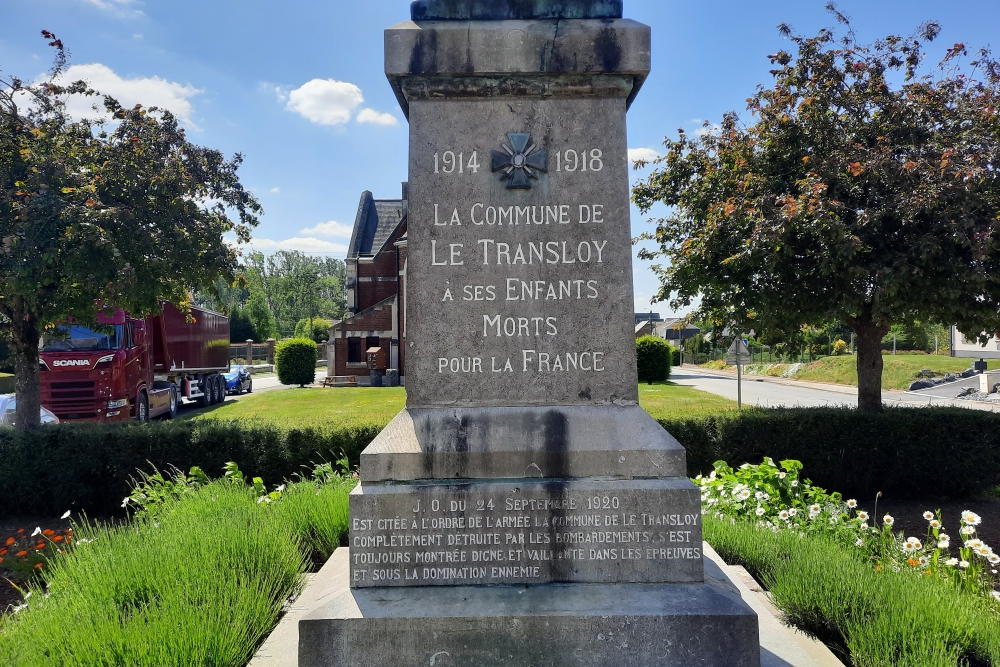 1914 1918
LA COMMUNE DE
LE TRANSLOY
À SES ENFANTS
MORTS
POUR LA FRANCE
J. O. DU 24 SEPTEMBRE 1920
EST CITÉE À L'ORDRE DE L'ARMÉE LA COMMUNE DE LE TRANSLOY
COMPLÈTEMENT DÉTRUITE PAR LES BOMBARDEMENTS, S'EST
TOUJOURS MONTRÉE DIGNE ET VAILLANTE DANS LES ÉPREUVES
ET SOUS LA DOMINATION ENNEMIE
SCANIA